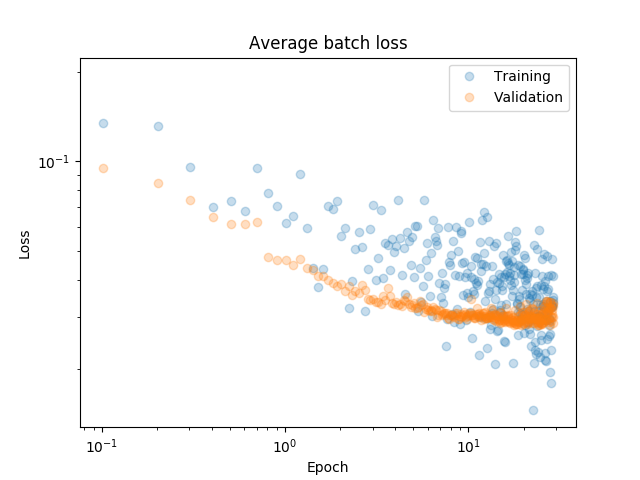 Average batch loss
Training
Validation
10⁻¹
Loss
10⁻¹
10⁰
10¹
Epoch